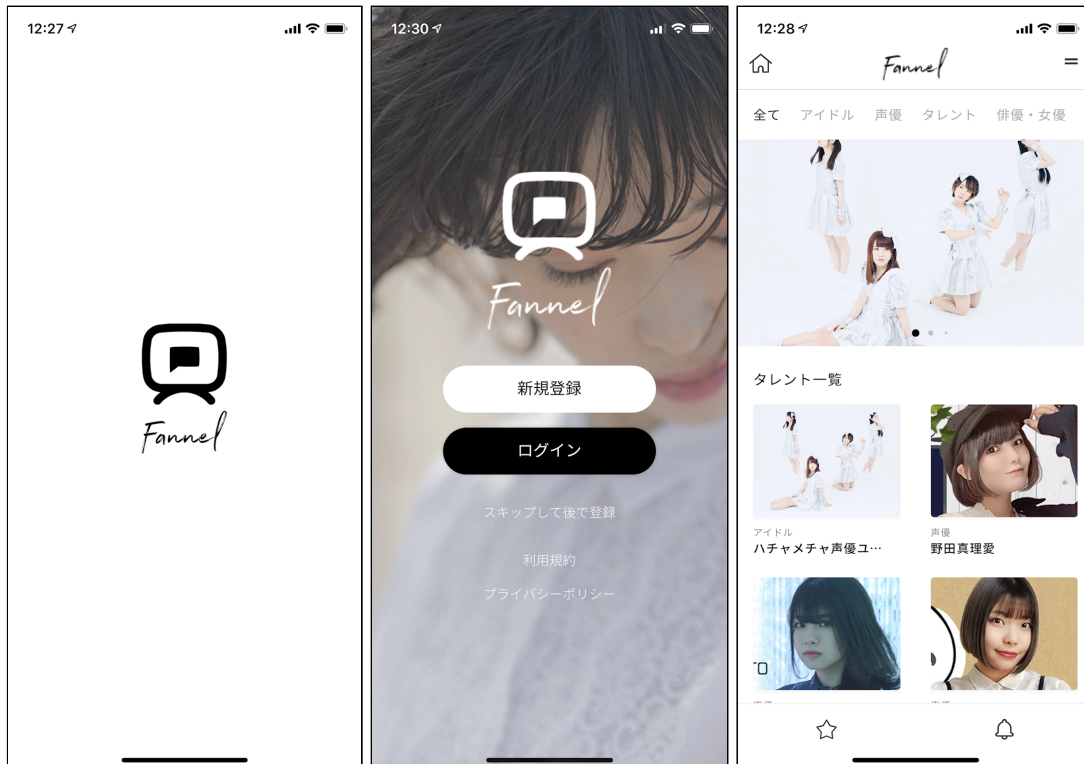 12:27
Fannel
12:30
Fannel
新規登録
ログイン
スキップして後で登録
利用規約
プライバシーポリシー
12:28
Fannel
全て アイドル 声優 タレント 俳優・女優
タレント一覧
アイドル
ハチャメチャ声優ユ…
声優
野田真理愛
TO